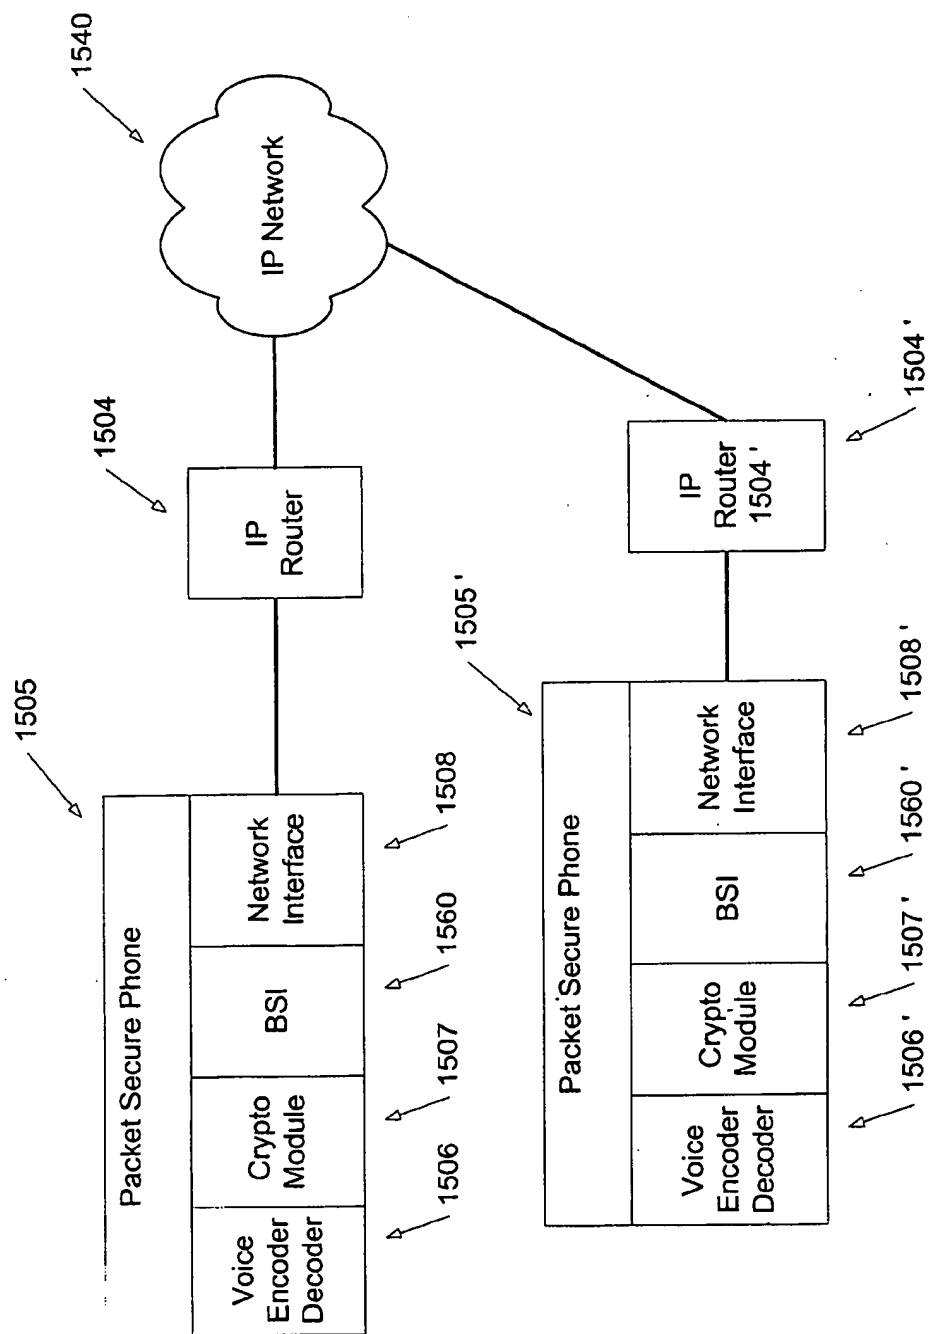 1540
IP Network
1504
IP
Router
1505
Packet Secure Phone
Voice
Encoder
Decoder
Crypto
Module
BSI
Network
Interface
1506
1507
1560
1508
1504 '
IP
Router
1504 '
1505 '
Packet Secure Phone
Voice
Encoder
Decoder
Crypto
Module
BSI
Network
Interface
1506 '
1507 '
1560 '
1508 '